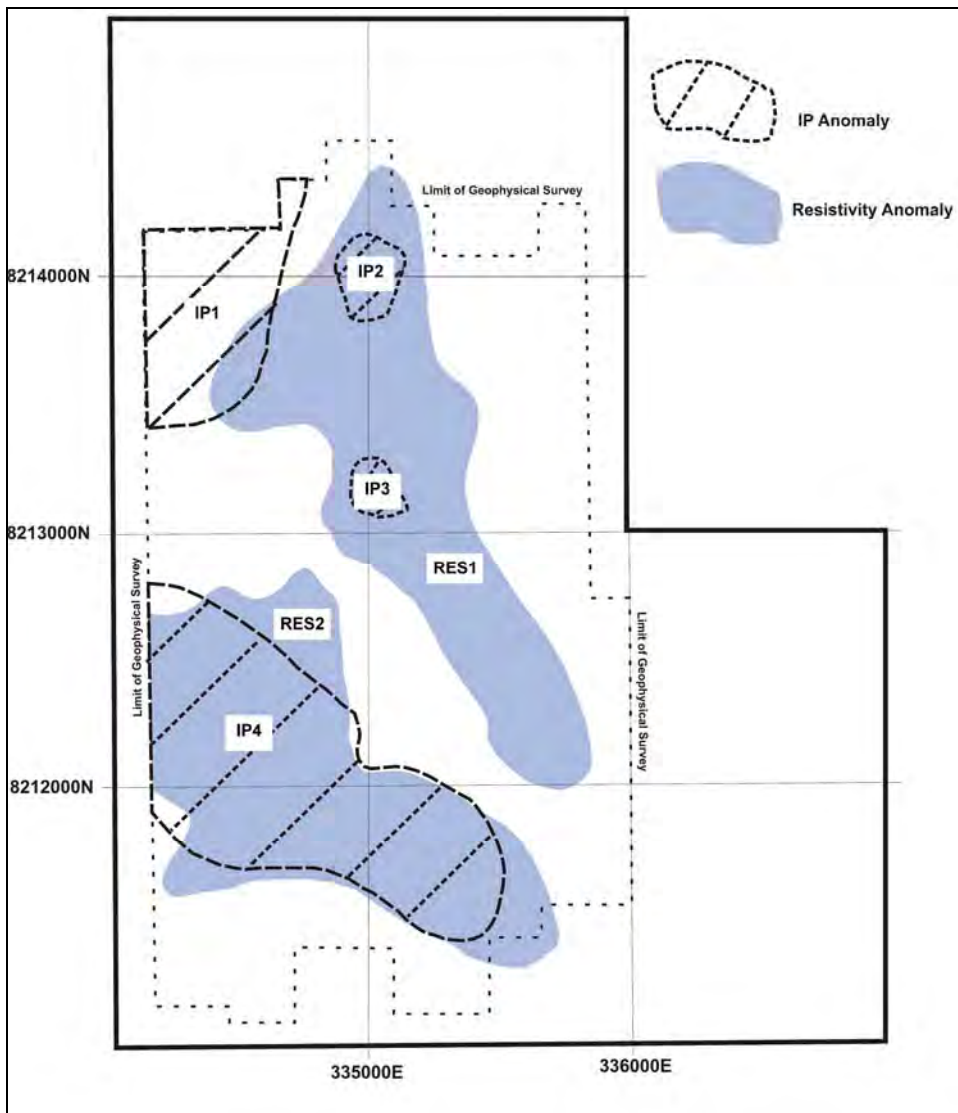 IP Anomaly
Resistivity Anomaly
Limit of Geophysical Survey
8214000N
IP2
IP1
IP3
8213000N
RES1
Limit of Geophysical Survey
RES2
Limit of Geophysical Survey
IP4
8212000N
335000E
336000E